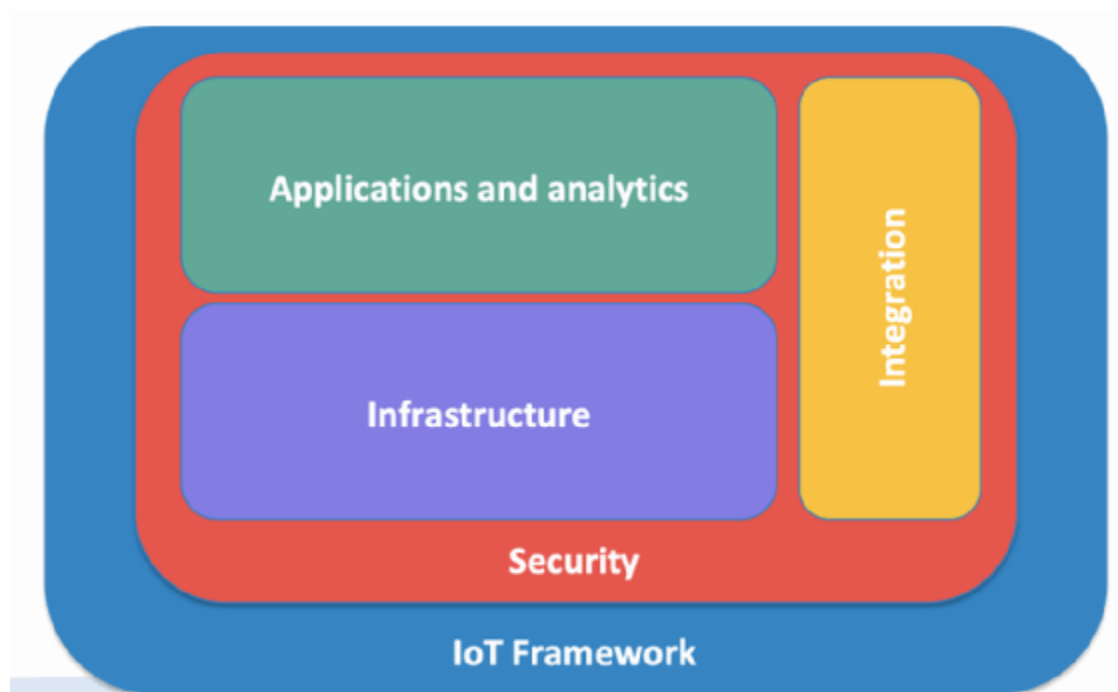 Applications and analytics
Integration
Infrastructure
Security
IoT Framework